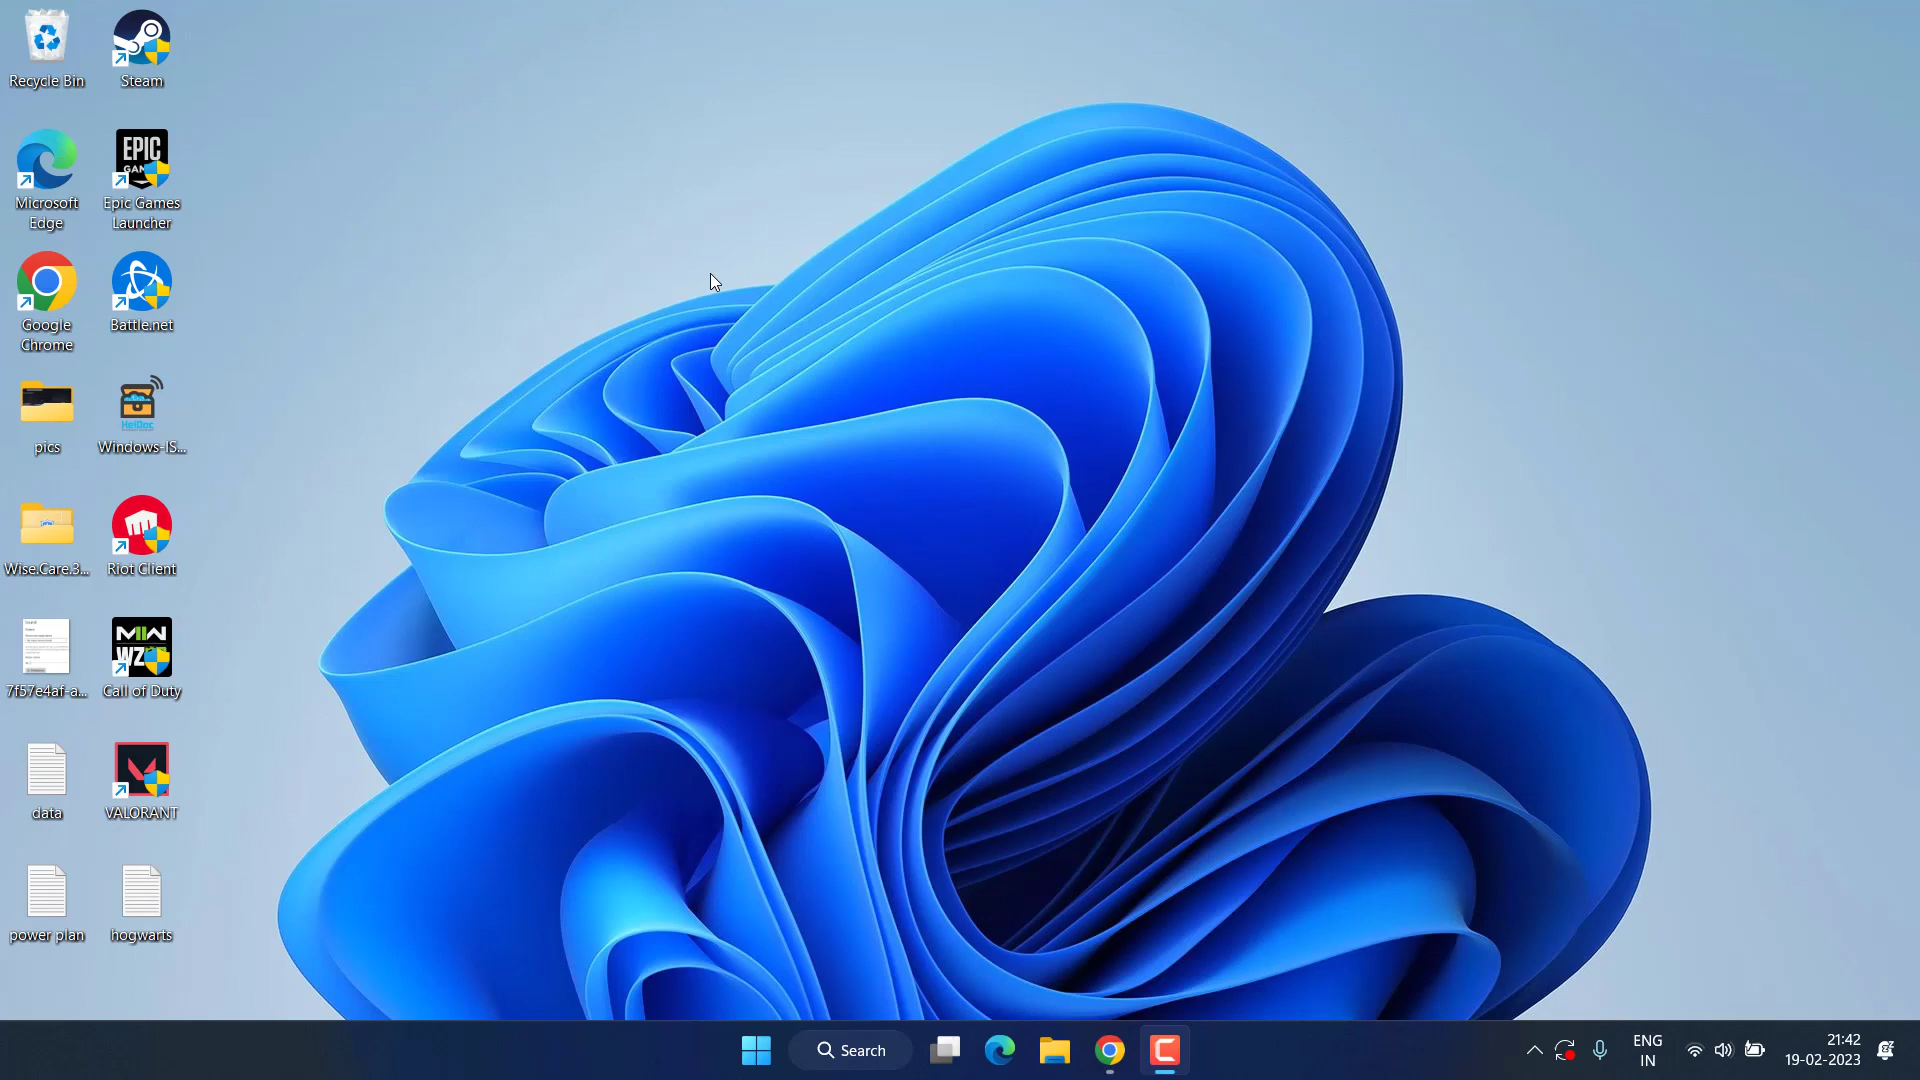 Recycle Bin
Steam
EPIC
Microsoft
Edge
Epic Games
Launcher
Google
Chrome
Battle.net
HeiDoc
pics
Windows-IS...
Wise.Care.3...
Riot Client
MW
WZ
7f57e4af-a...
Call of Duty
data
VALORANT
power plan
hogwarts
Search
ENG
IN
21:42
19-02-2023